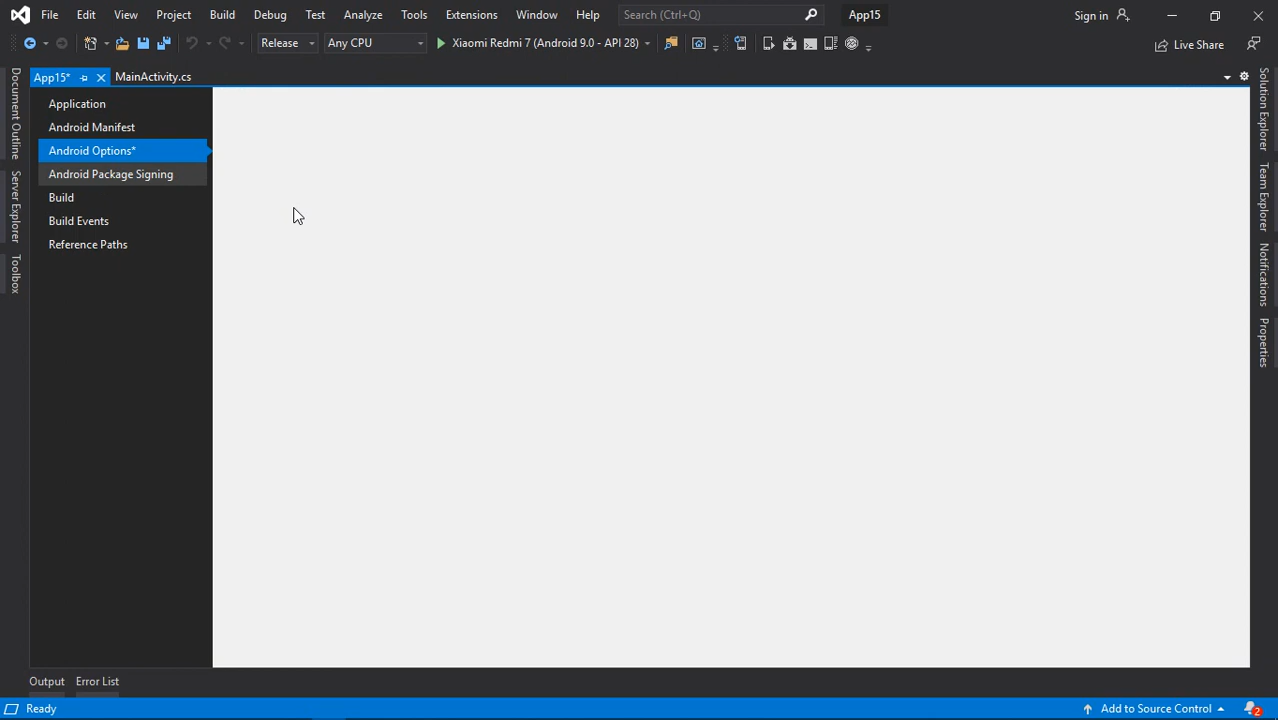 File Edit View Project Build Debug Test Analyze Tools Extensions Window Help Search (Ctrl+Q) App15 Sign in
Release Any CPU Xiaomi Redmi 7 (Android 9.0 - API 28) Live Share
App15* MainActivity.cs
Application
Android Manifest
Android Options*
Android Package Signing
Build
Build Events
Reference Paths
Document Outline
Server Explorer
Toolbox
Solution Explorer
Team Explorer
Notifications
Properties
Output Error List
Ready Add to Source Control 2